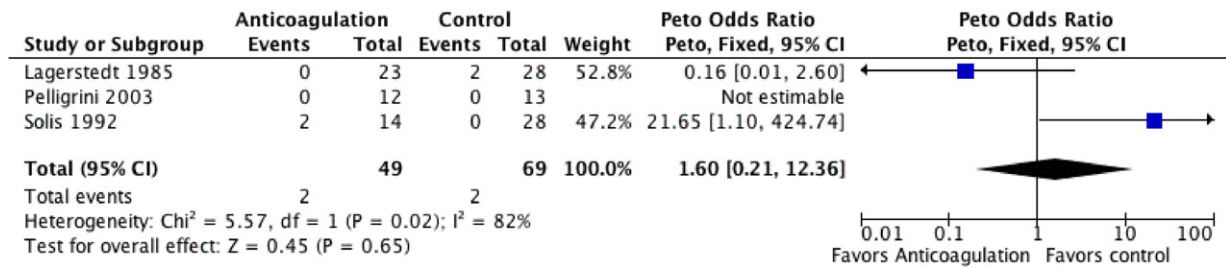 Anticoagulation Control Peto Odds Ratio Peto Odds Ratio
Study or Subgroup Events Total Events Total Weight Peto, Fixed, 95% CI Peto, Fixed, 95% CI
Lagerstedt 1985 0 23 2 28 52.8% 0.16 [0.01, 2.60]
Pelligrini 2003 0 12 0 13 Not estimable
Solis 1992 2 14 0 28 47.2% 21.65 [1.10, 424.74]
Total (95% CI) 49 69 100.0% 1.60 [0.21, 12.36]
Total events 2 2
Heterogeneity: Chi² = 5.57, df = 1 (P = 0.02); I² = 82%
Test for overall effect: Z = 0.45 (P = 0.65)
0.01 0.1 1 10 100
Favors Anticoagulation Favors control